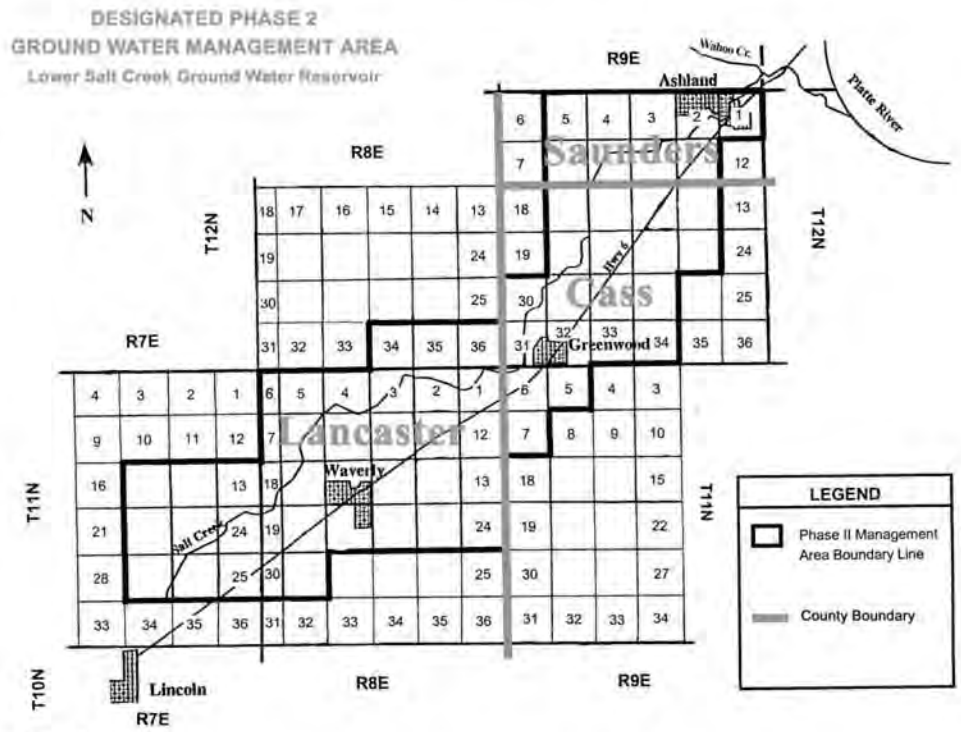 DESIGNATED PHASE 2
GROUND WATER MANAGEMENT AREA
Lower Salt Creek Ground Water Reservoir
R9E
Wahoo Cr.
Ashland
Platte River
6 5 4 3 2 1
R8E
7 Saunders 12
N
T12N
18 17 16 15 14 13 18 13
T12N
19 24 19 24
Hwy 6
30 25 30 Cass 25
R7E
31 32 33 34 35 36 31 32 33 34 35 36
Greenwood
4 3 2 1 6 5 4 3 2 1 6 5 4 3
9 10 11 12 7 Lancaster 12 7 8 9 10
Waverly
16 13 18 13 18 15
T11N
T11N
21 24 19 24 19 22
Salt Creek
28 25 30 25 30 27
33 34 35 36 31 32 33 34 35 36 31 32 33 34
T10N
Lincoln
R7E
R8E
R9E
LEGEND
Phase II Management
Area Boundary Line
County Boundary